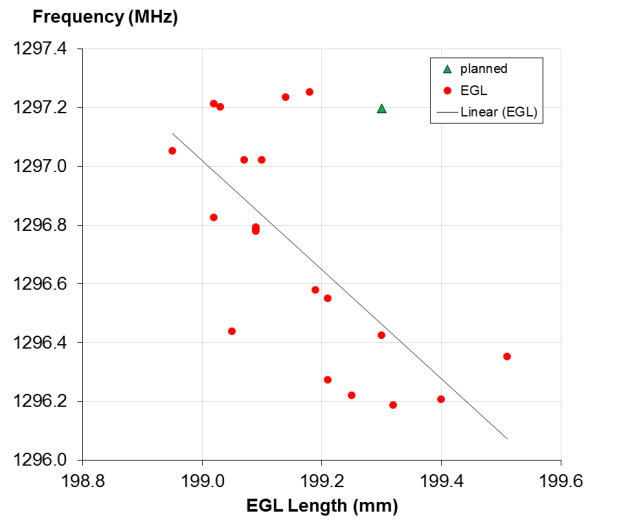 Frequency (MHz)
1297.4
1297.2
1297.0
1296.8
1296.6
1296.4
1296.2
1296.0
198.8 199.0 199.2 199.4 199.6
EGL Length (mm)
planned
EGL
Linear (EGL)